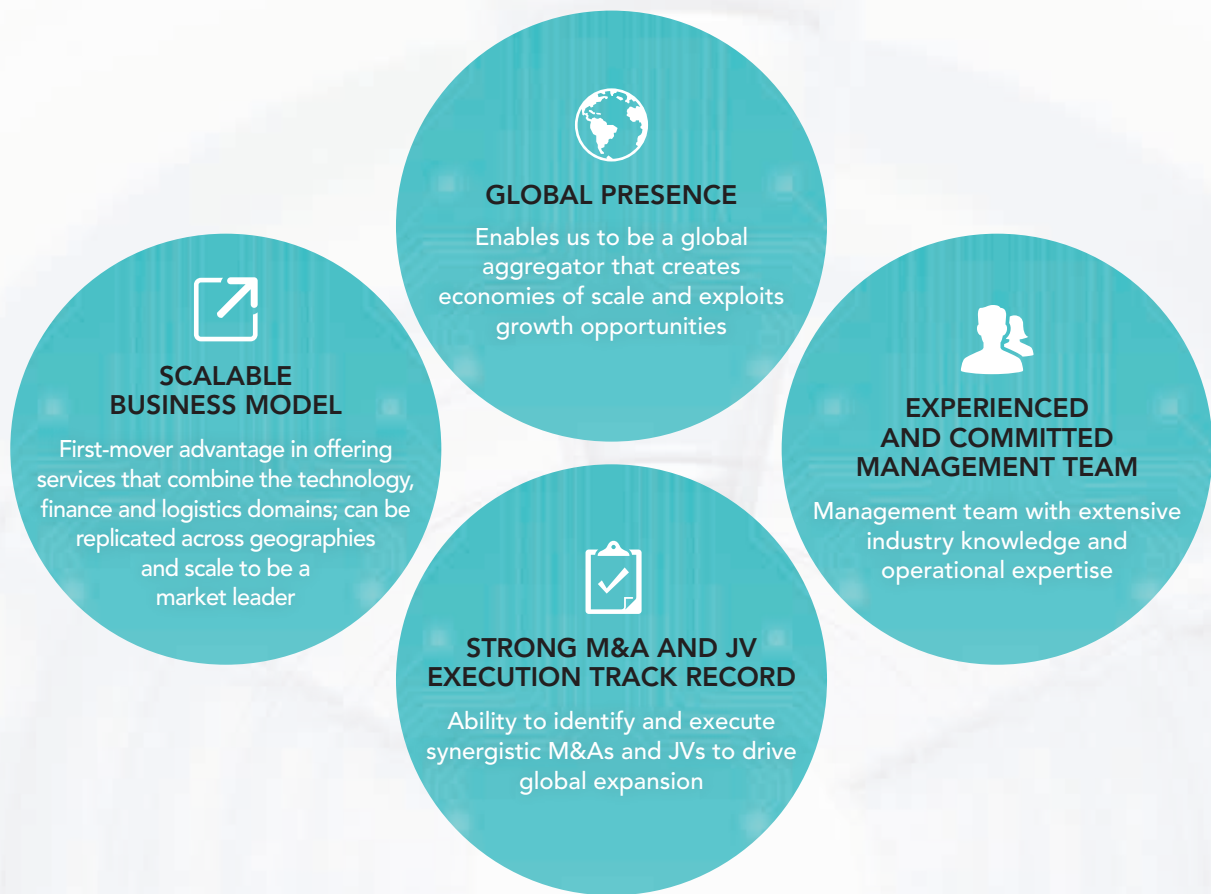 GLOBAL PRESENCE
Enables us to be a global
aggregator that creates
economies of scale and exploits
growth opportunities
SCALABLE
BUSINESS MODEL
First-mover advantage in offering
services that combine the technology,
finance and logistics domains; can be
replicated across geographies
and scale to be a
market leader
EXPERIENCED
AND COMMITTED
MANAGEMENT TEAM
Management team with extensive
industry knowledge and
operational expertise
STRONG M&A AND JV
EXECUTION TRACK RECORD
Ability to identify and execute
synergistic M&As and JVs to drive
global expansion